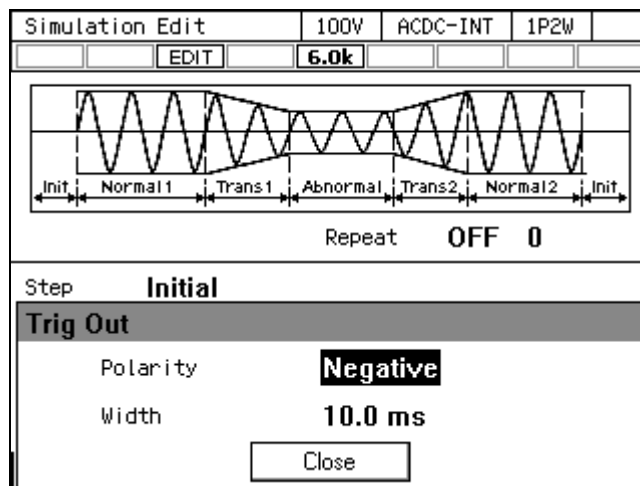 Simulation Edit 100V ACDC-INT 1P2W
EDIT 6.0k
Init Normal1 Trans1 Abnormal Trans2 Normal2 Init
Repeat OFF 0
Step Initial
Trig Out
Polarity Negative
Width 10.0 ms
Close